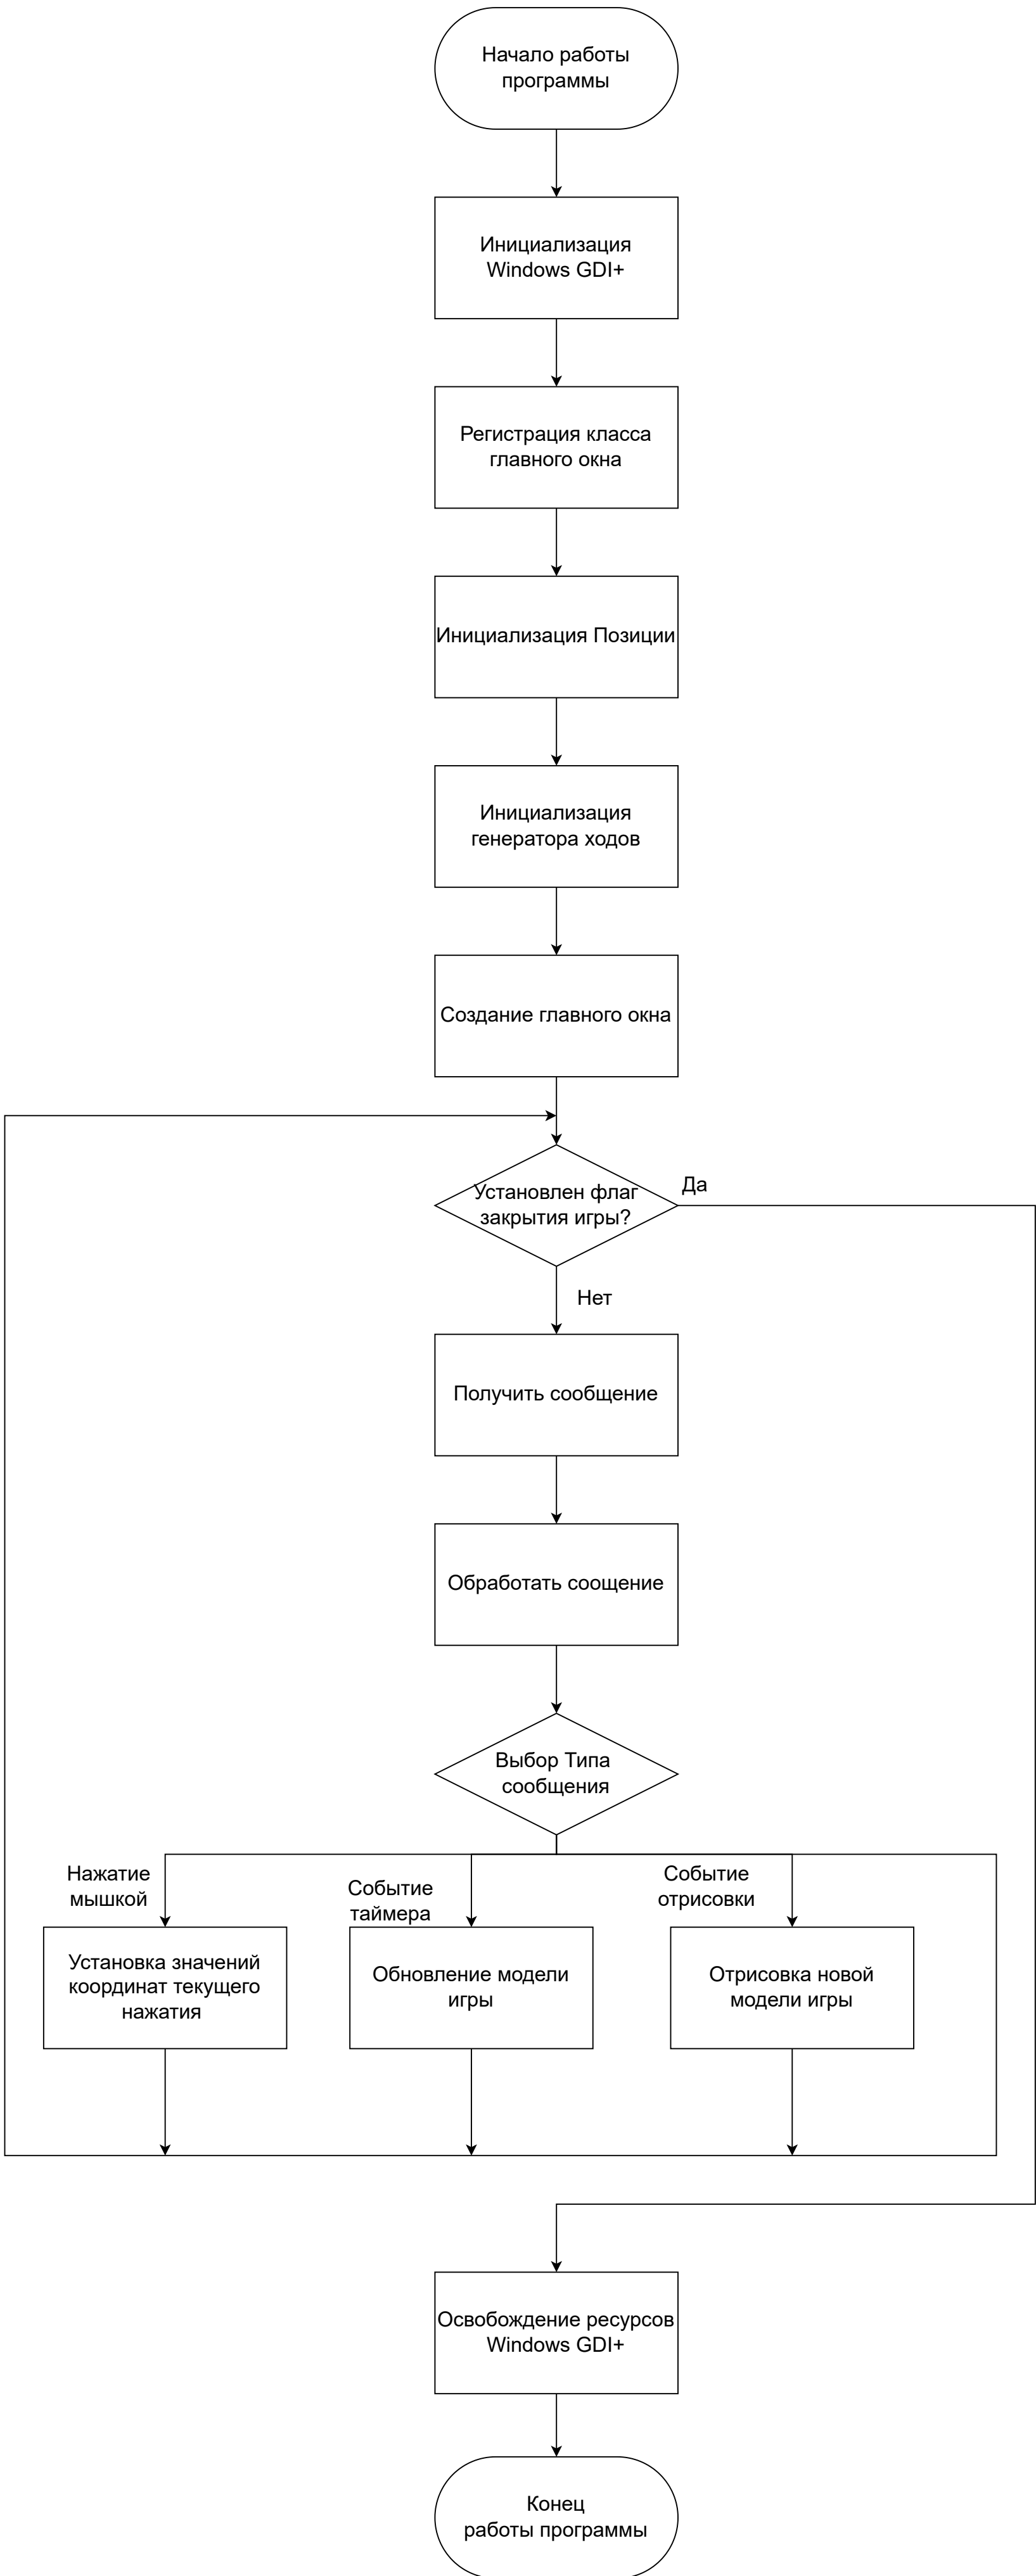 Начало работы
программы
Инициализация
Windows GDI+
Регистрация класса
главного окна
Инициализация Позиции
Инициализация
генератора ходов
Создание главного окна
Установлен флаг
закрытия игры?
Да
Нет
Получить сообщение
Обработать соощение
Выбор Типа
сообщения
Нажатие
мышкой
Событие
таймера
Событие
отрисовки
Установка значений
координат текущего
нажатия
Обновление модели
игры
Отрисовка новой
модели игры
Освобождение ресурсов
Windows GDI+
Конец
работы программы